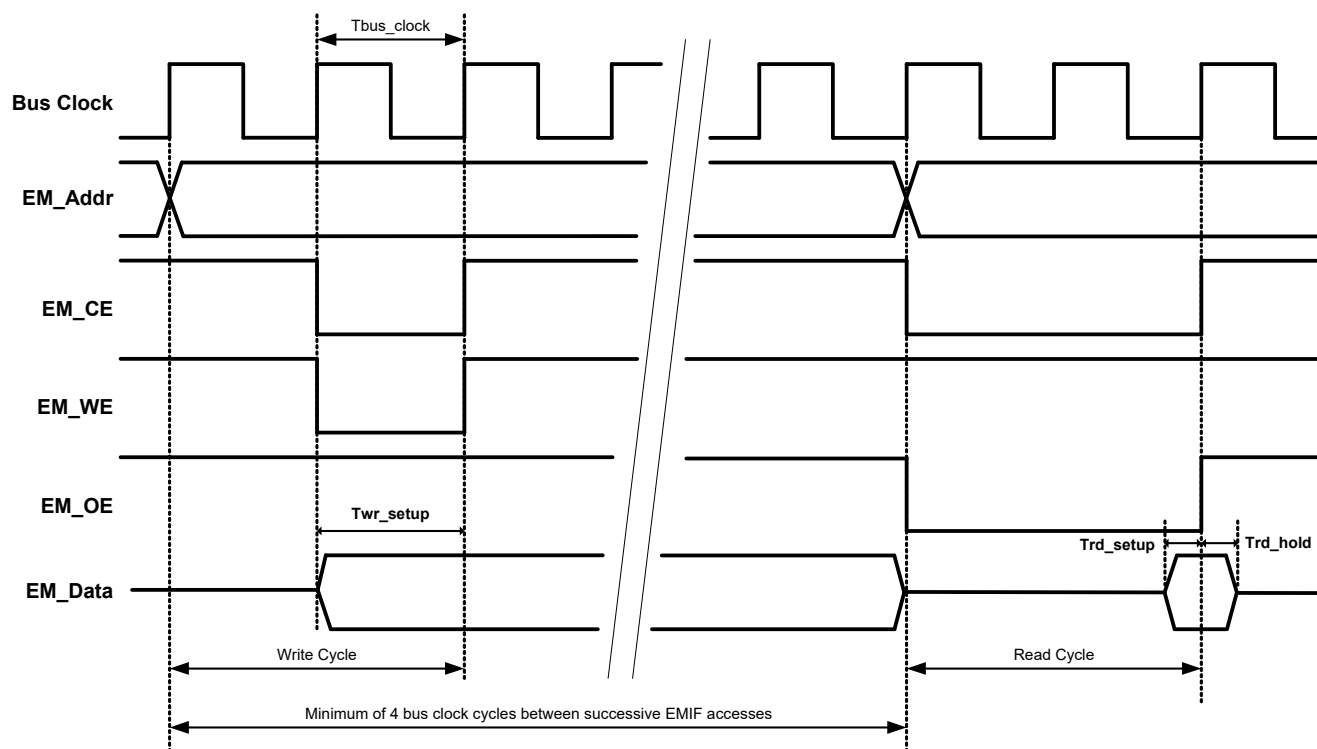 Tbus_clock
Bus Clock
EM_Addr
EM_CE
EM_WE
EM_OE
Twr_setup
Trd_setup
Trd_hold
EM_Data
Write Cycle
Read Cycle
Minimum of 4 bus clock cycles between successive EMIF accesses